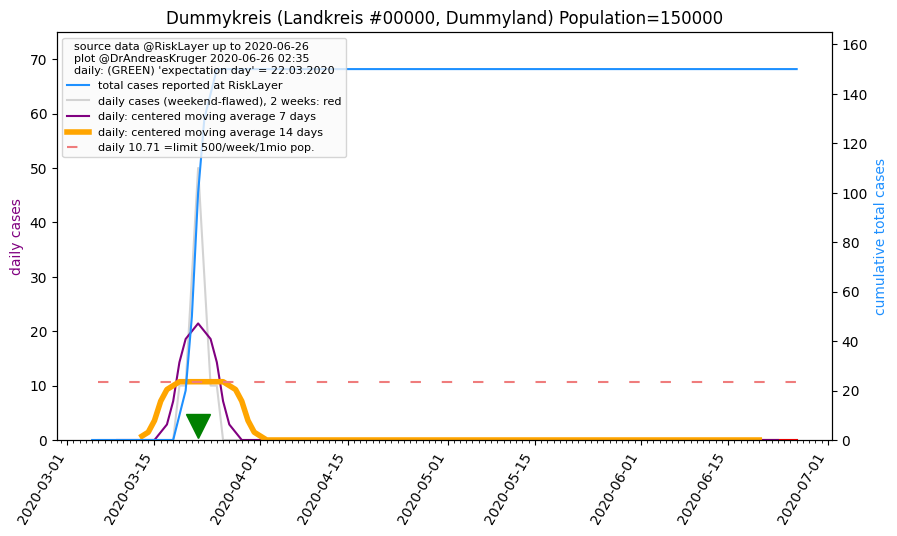 Dummykreis (Landkreis #00000, Dummyland) Population=150000
source data @RiskLayer up to 2020-06-26
plot @DrAndreasKruger 2020-06-26 02:35
daily: (GREEN) 'expectation day' = 22.03.2020
total cases reported at RiskLayer
daily cases (weekend-flawed), 2 weeks: red
daily: centered moving average 7 days
daily: centered moving average 14 days
daily 10.71 =limit 500/week/1mio pop.
daily cases
70
60
50
40
30
20
10
0
160
140
120
100
80
60
40
20
0
cumulative total cases
2020-03-01
2020-03-15
2020-04-01
2020-04-15
2020-05-01
2020-05-15
2020-06-01
2020-06-15
2020-07-01